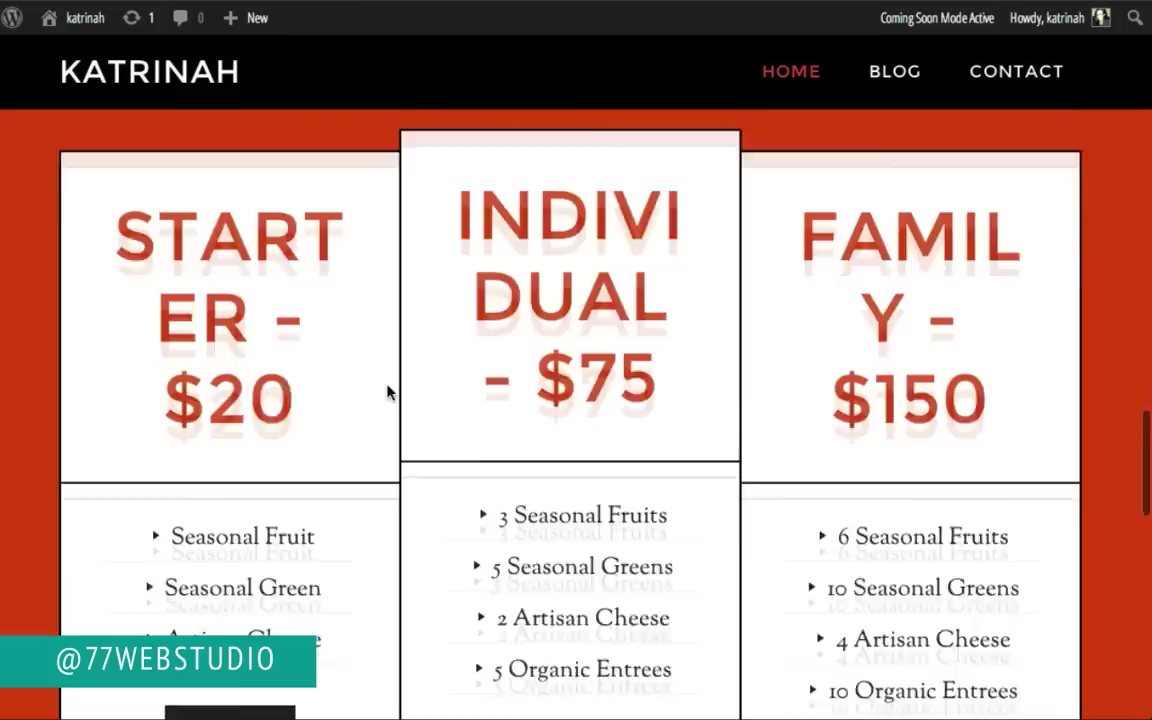 katrinah 1 0 New Coming Soon Mode Active Howdy, katrinah
KATRINAH HOME BLOG CONTACT
START
ER -
$20
INDIVI
DUAL
- $75
FAMIL
Y -
$150
Seasonal Fruit
Seasonal Green
3 Seasonal Fruits
5 Seasonal Greens
2 Artisan Cheese
5 Organic Entrees
6 Seasonal Fruits
10 Seasonal Greens
4 Artisan Cheese
10 Organic Entrees
@77WEBSTUDIO